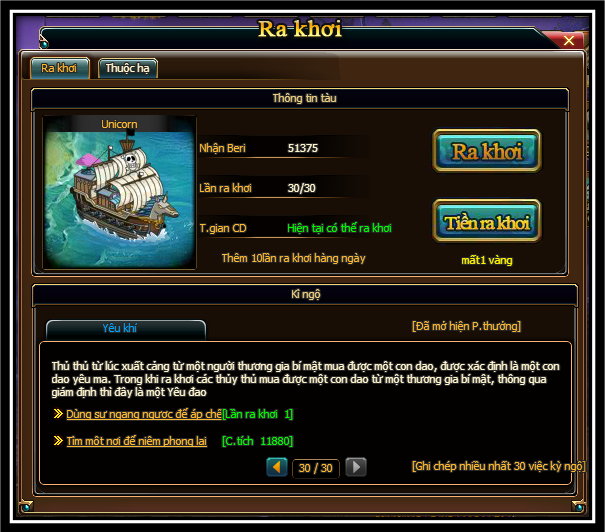 Ra khơi
Ra khơi Thuộc hạ
Thông tin tàu
Unicorn
Nhận Beri 51375
Ra khơi
Lần ra khơi 30/30
T.gian CD Hiện tại có thể ra khơi
Tiền ra khơi
Thêm 10lần ra khơi hàng ngày
mất1 vàng
Kì ngộ
Yêu khí
[Đã mở hiện P.thưởng]
Thủ thủ từ lúc xuất cảng từ một người thương gia bí mật mua được một con dao, được xác định là một con
dao yêu ma. Trong khi ra khơi các thủy thủ mua được một con dao từ một thương gia bí mật, thông qua
giám định thì đây là một Yêu đao
Dùng sự ngang ngược để áp chế [Lần ra khơi 1]
Tìm một nơi để niêm phong lại [C.tích 11880]
30 / 30
[Ghi chép nhiều nhất 30 việc kỳ ngộ]